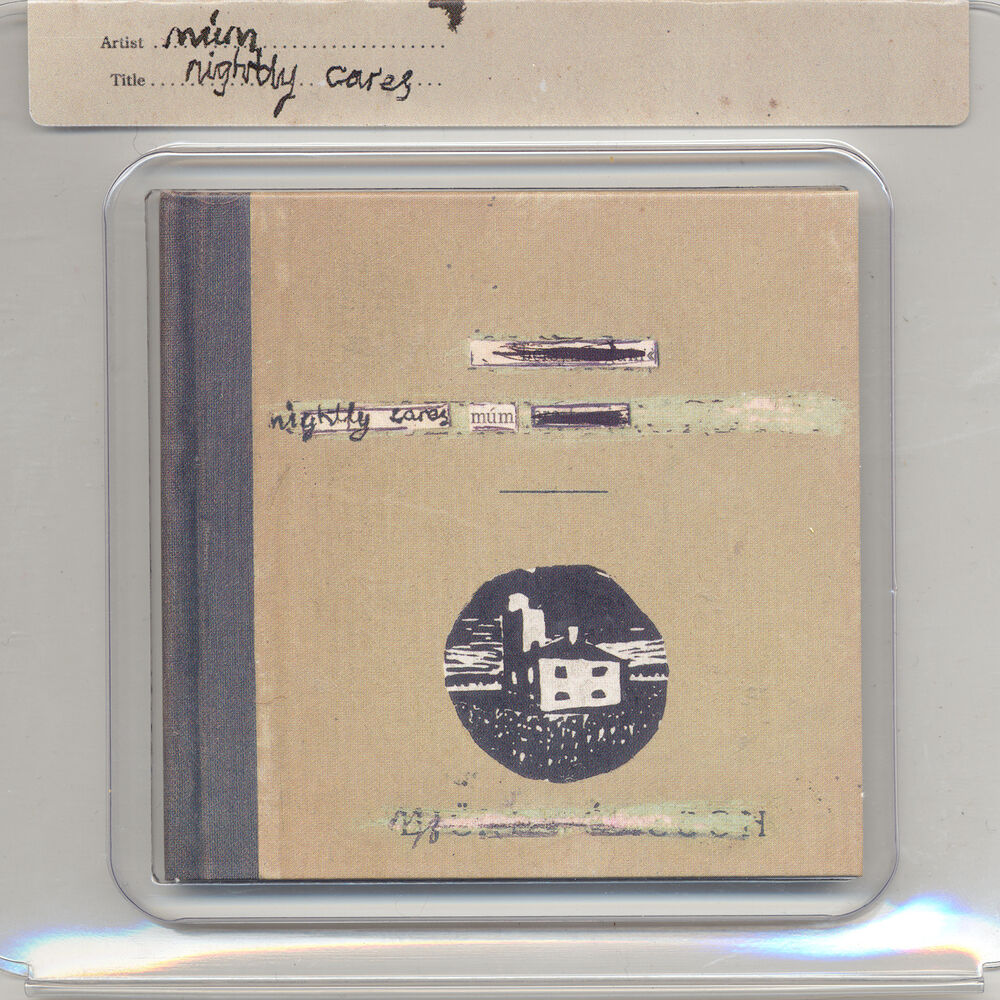 Artist múm
Title nightly cares
nightly cares múm